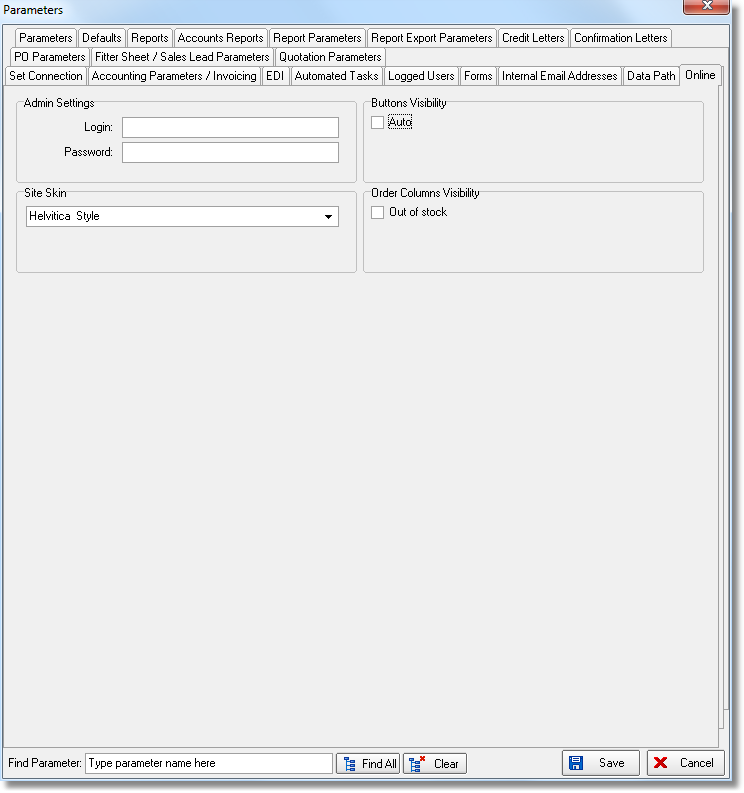 Parameters
Parameters Defaults Reports Accounts Reports Report Parameters Report Export Parameters Credit Letters Confirmation Letters
PO Parameters Fitter Sheet / Sales Lead Parameters Quotation Parameters
Set Connection Accounting Parameters / Invoicing EDI Automated Tasks Logged Users Forms Internal Email Addresses Data Path Online
Admin Settings
Login:
Password:
Buttons Visibility
Auto
Site Skin
Helvitica Style
Order Columns Visibility
Out of stock
Find Parameter: Type parameter name here Find All Clear Save Cancel